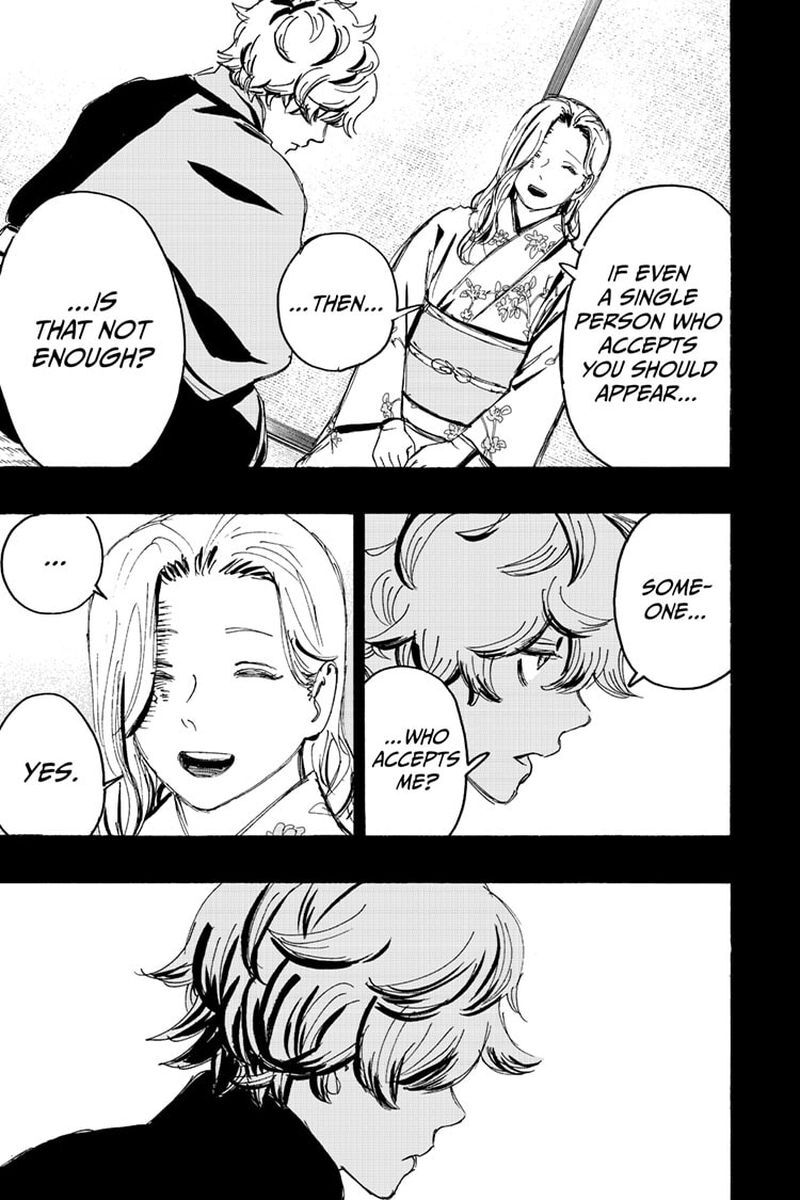 IF EVEN
A SINGLE
PERSON WHO
ACCEPTS
YOU SHOULD
APPEAR...
...THEN...
...IS
THAT NOT
ENOUGH?
SOME-
ONE...
...WHO
ACCEPTS
ME?
...
YES.